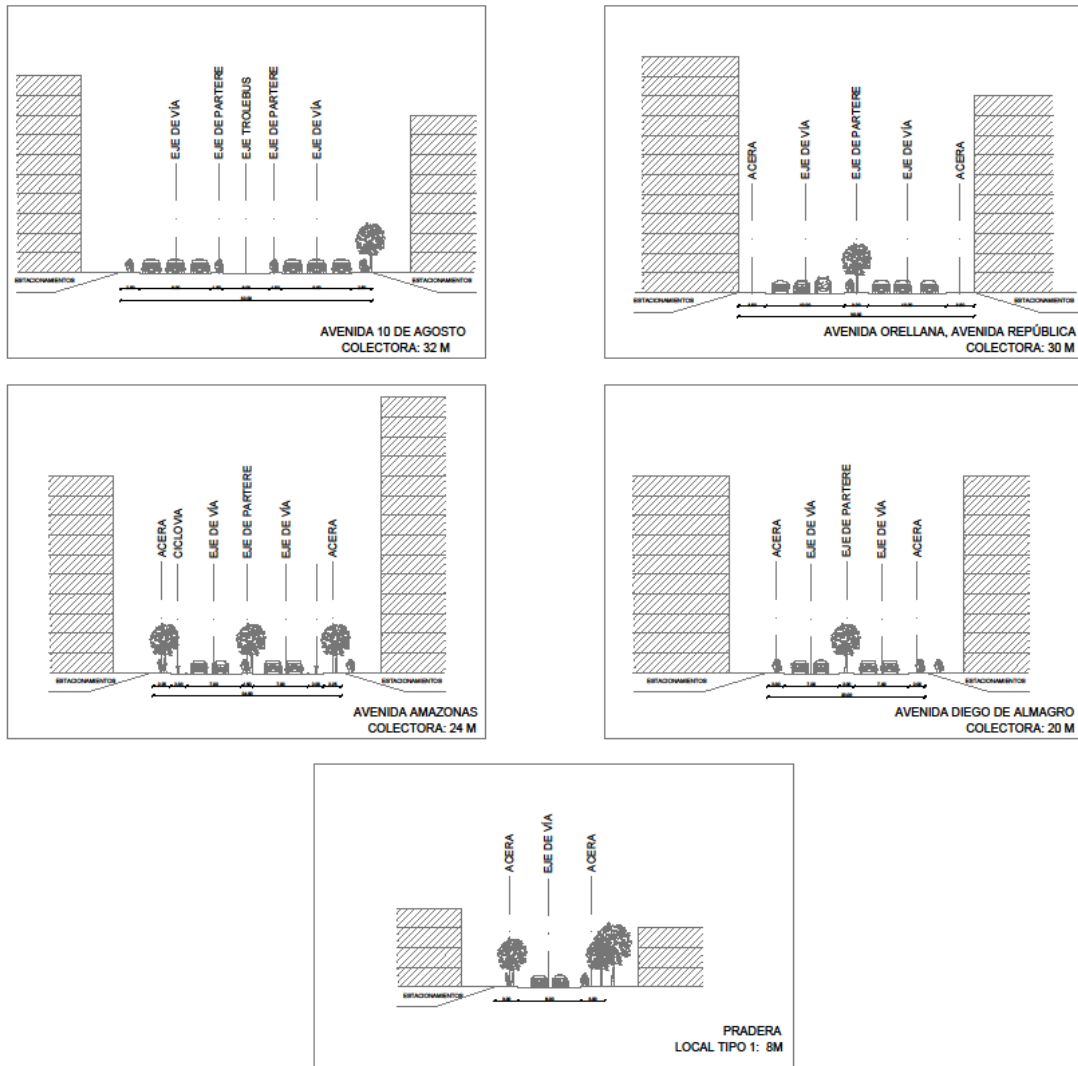 EJE DE VÍA
EJE DE PARTERE
EJE TROLEBUS
EJE DE PARTERE
EJE DE VÍA
ESTACIONAMIENTOS
ESTACIONAMIENTOS
AVENIDA 10 DE AGOSTO
COLECTORA: 32 M
ACERA
EJE DE VÍA
EJE DE PARTERE
EJE DE VÍA
ACERA
ESTACIONAMIENTOS
ESTACIONAMIENTOS
AVENIDA ORELLANA, AVENIDA REPÚBLICA
COLECTORA: 30 M
ACERA
CICLOVIA
EJE DE VÍA
EJE DE PARTERE
EJE DE VÍA
ACERA
ESTACIONAMIENTOS
ESTACIONAMIENTOS
AVENIDA AMAZONAS
COLECTORA: 24 M
ACERA
EJE DE VÍA
EJE DE PARTERE
EJE DE VÍA
ACERA
ESTACIONAMIENTOS
ESTACIONAMIENTOS
AVENIDA DIEGO DE ALMAGRO
COLECTORA: 20 M
ACERA
EJE DE VÍA
ACERA
ESTACIONAMIENTOS
PRADERA
LOCAL TIPO 1: 8M